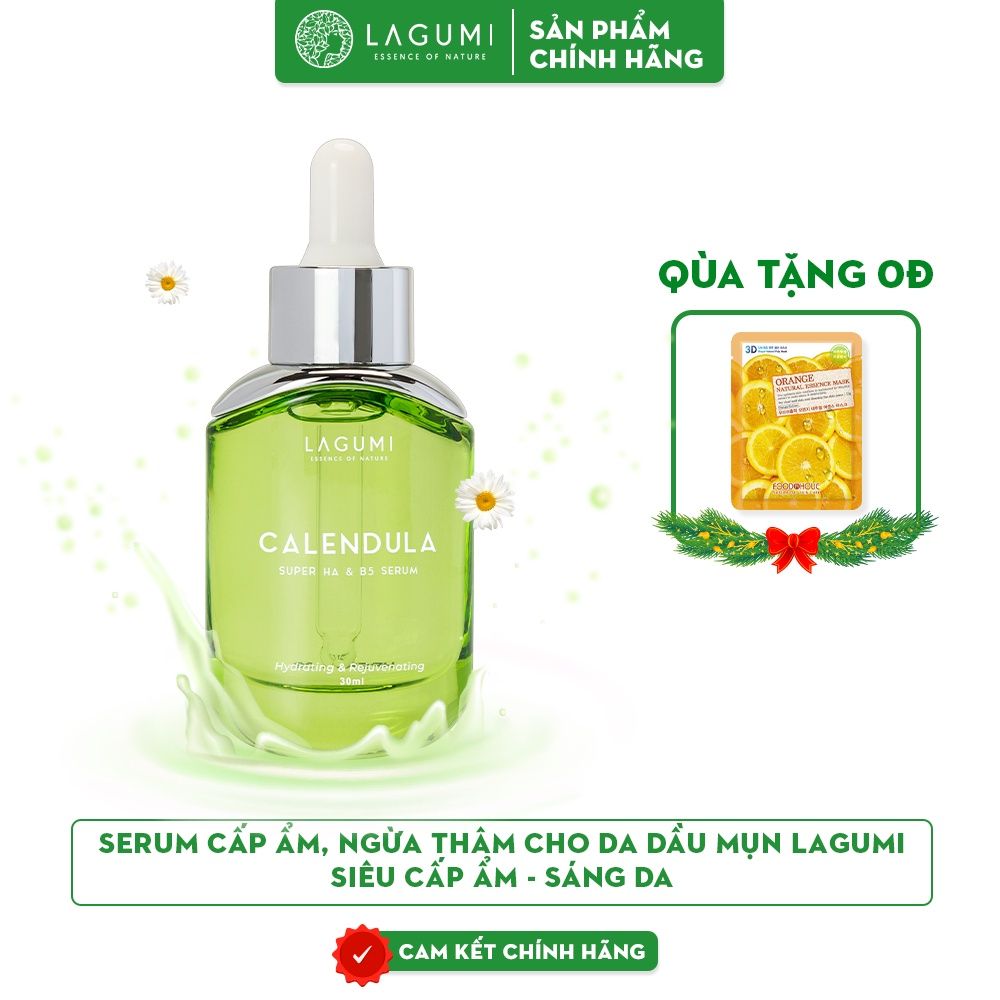 LAGUMI
ESSENCE OF NATURE
SẢN PHẨM
CHÍNH HÃNG
QÙA TẶNG 0Đ
3D
ORANGE
NATURAL ESSENCE MASK
FOODAHOLIC
LAGUMI
ESSENCE OF NATURE
CALENDULA
SUPER HA & B5 SERUM
Hydrating & Rejuvenating
30ml
SERUM CẤP ẨM, NGỪA THÂM CHO DA DẦU MỤN LAGUMI
SIÊU CẤP ẨM - SÁNG DA
CAM KẾT CHÍNH HÃNG